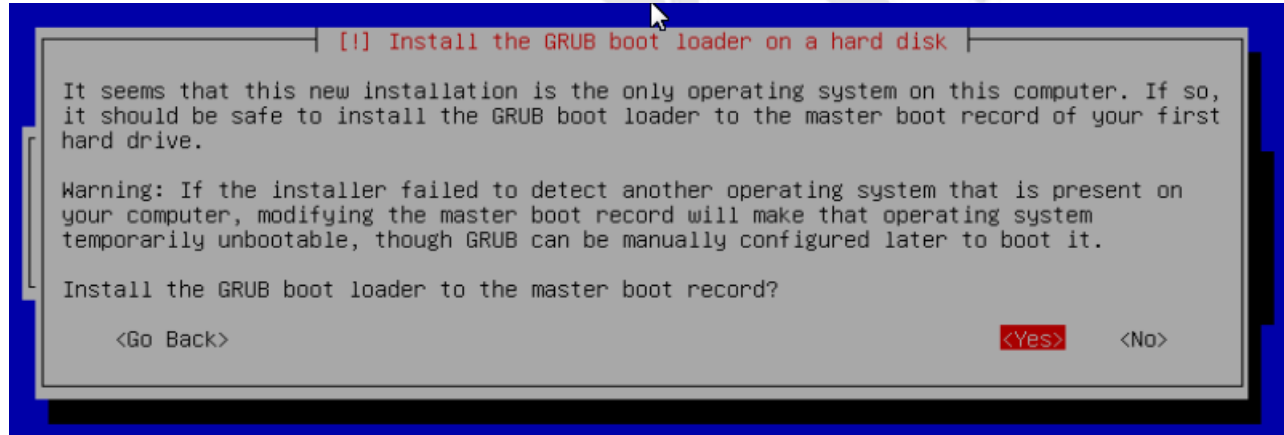 [!] Install the GRUB boot loader on a hard disk
It seems that this new installation is the only operating system on this computer. If so,
it should be safe to install the GRUB boot loader to the master boot record of your first
hard drive.
Warning: If the installer failed to detect another operating system that is present on
your computer, modifying the master boot record will make that operating system
temporarily unbootable, though GRUB can be manually configured later to boot it.
Install the GRUB boot loader to the master boot record?
<Go Back> <Yes> <No>